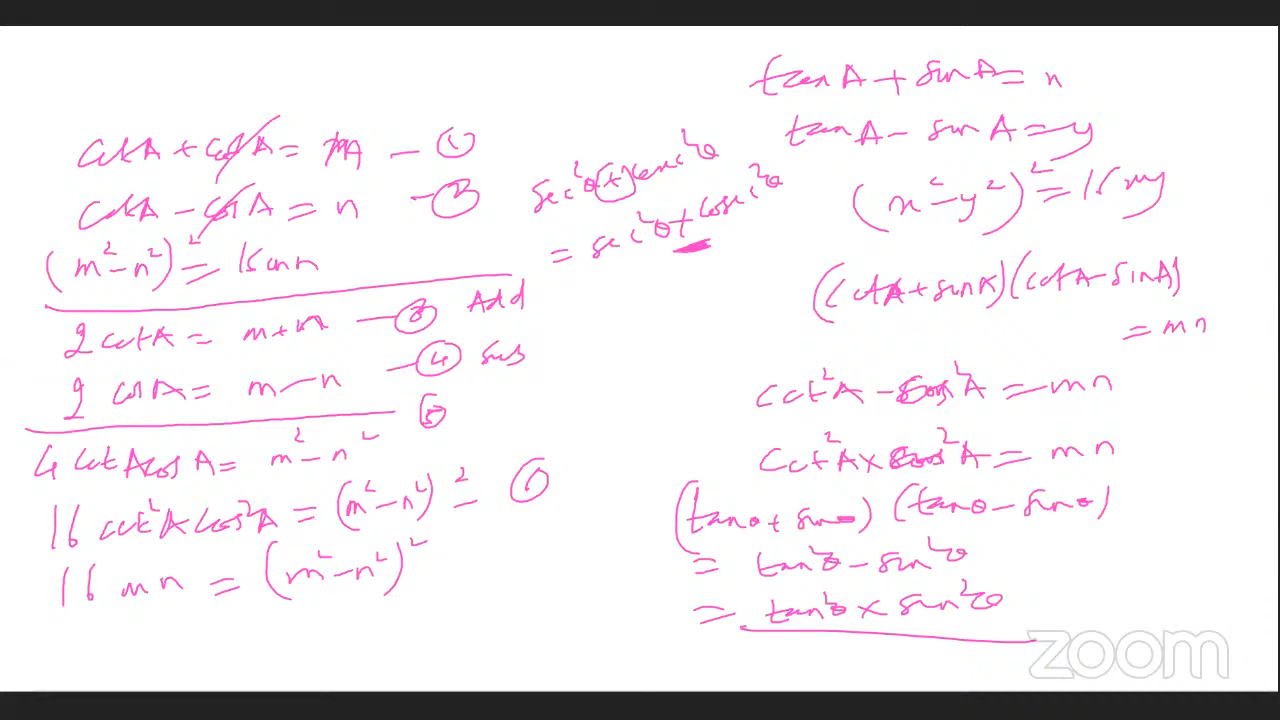 cotA + cosA = m — ①
cotA - cosA = n — ②
(m² - n²)² = 16mn
2 cotA = m+n — ③ Add
2 cosA = m - n — ④ Sub
⑤
4 cotA cosA = m² - n²
16 cot²A cos²A = (m² - n²)² =
16 mn = (m² - n²)²
sec²θ (+) cosec²θ
= sec²θ + cosec²θ
tanA + sinA = x
tanA - sinA = y
(x² - y²)² = 16xy
(cotA + sinA)(cotA - sinA)
= mn
cot²A - cos²A = mn
cot²A × cos²A = mn
(tanθ + sinθ) (tanθ - sinθ)
= tan²θ - sin²θ
= tan²θ × sin²θ
zoom